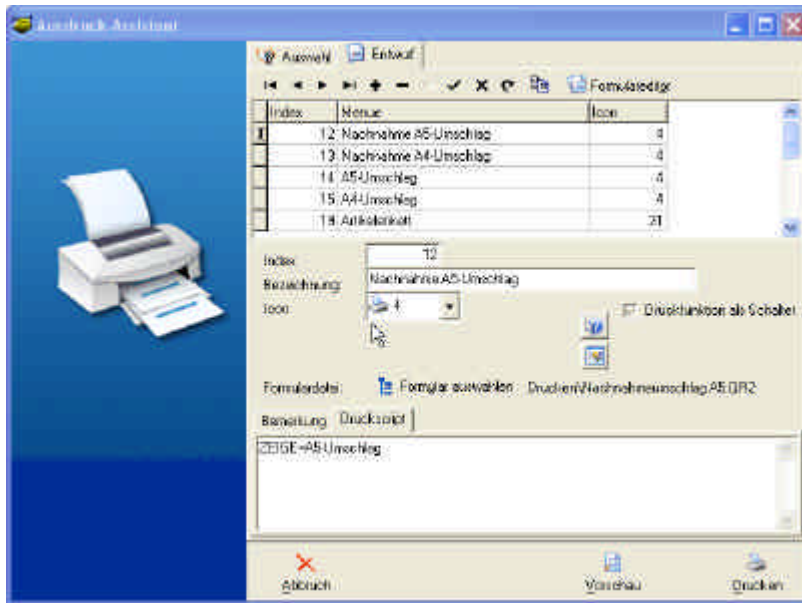 Ausdruck-Assistent
Auswahl Entwurf
Formulareditor
Index Menue Icon
12 Nachnahme A5-Umschlag 4
13 Nachnahme A4-Umschlag 4
14 A5-Umschlag 4
15 A4-Umschlag 4
Artikeletikett 31
Index 12
Bezeichnung: Nachnahme A5-Umschlag
Icon: 4
Druckfunktion als Schalter
Formulardatei: Formular auswählen Drucken\Nachnahmeumschlag A5.QR2
Bemerkung Druckscript
ZEIGE=A5-Umschlag
Abbruch Vorschau Drucken